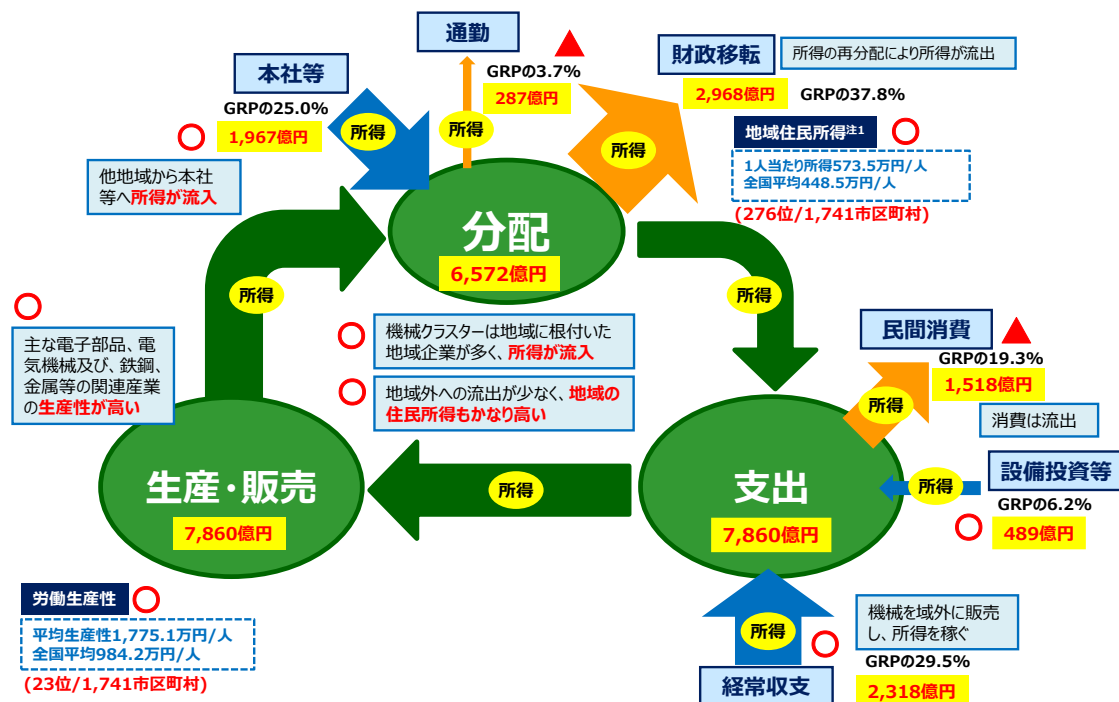 通勤
GRPの3.7%
287億円
所得
本社等
GRPの25.0%
1,967億円
所得
他地域から本社
等へ所得が流入
財政移転
所得の再分配により所得が流出
2,968億円
GRPの37.8%
所得
地域住民所得注1
1人当たり所得573.5万円/人
全国平均448.5万円/人
(276位/1,741市区町村)
分配
6,572億円
所得
所得
主な電子部品、電
気機械及び、鉄鋼、
金属等の関連産業
の生産性が高い
機械クラスターは地域に根付いた
地域企業が多く、所得が流入
地域外への流出が少なく、地域の
住民所得もかなり高い
民間消費
GRPの19.3%
1,518億円
所得
消費は流出
生産・販売
7,860億円
所得
支出
7,860億円
設備投資等
所得
GRPの6.2%
489億円
労働生産性
平均生産性1,775.1万円/人
全国平均984.2万円/人
(23位/1,741市区町村)
所得
経常収支
機械を域外に販売
し、所得を稼ぐ
GRPの29.5%
2,318億円